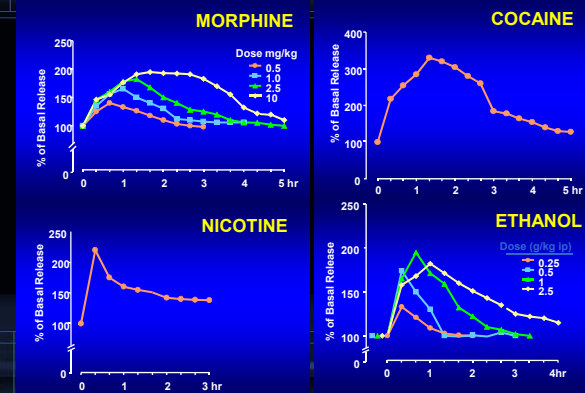 MORPHINE
% of Basal Release
250
200
150
100
0
Dose mg/kg
0.5
1.0
2.5
10
0 1 2 3 4 5 hr
COCAINE
% of Basal Release
400
300
200
100
0
0 1 2 3 4 5 hr
NICOTINE
% of Basal Release
250
200
150
100
0
0 1 2 3 hr
ETHANOL
% of Basal Release
250
200
150
100
0
Dose (g/kg ip)
0.25
0.5
1
2.5
0 1 2 3 4hr